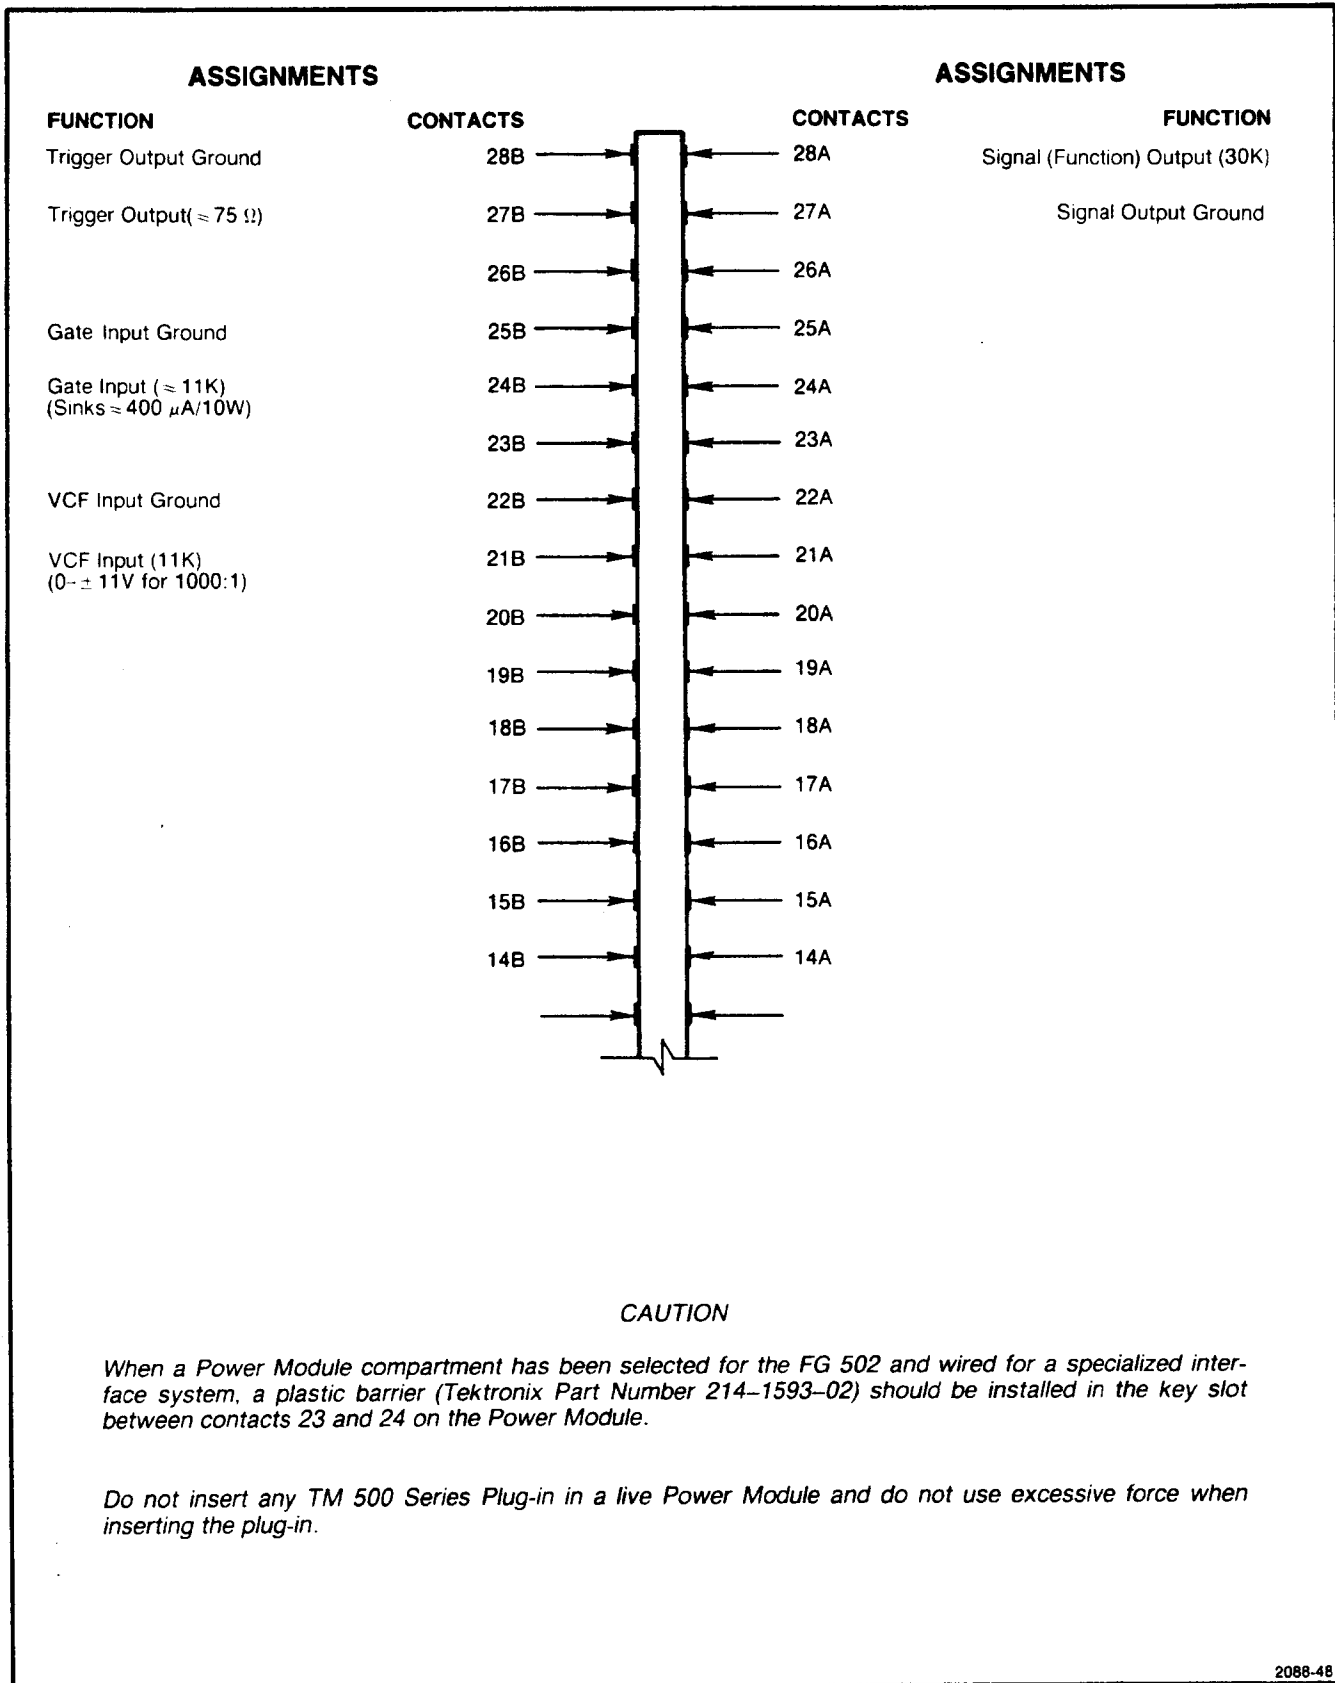 ASSIGNMENTS ASSIGNMENTS
FUNCTION CONTACTS CONTACTS FUNCTION
Trigger Output Ground 28B 28A Signal (Function) Output (30K)
Trigger Output(≈75 Ω) 27B 27A Signal Output Ground
26B 26A
Gate Input Ground 25B 25A
Gate Input (≈11K) 24B 24A
(Sinks ≈ 400 μA/10W)
23B 23A
VCF Input Ground 22B 22A
VCF Input (11K) 21B 21A
(0–± 11V for 1000:1)
20B 20A
19B 19A
18B 18A
17B 17A
16B 16A
15B 15A
14B 14A
CAUTION
When a Power Module compartment has been selected for the FG 502 and wired for a specialized inter-
face system, a plastic barrier (Tektronix Part Number 214–1593–02) should be installed in the key slot
between contacts 23 and 24 on the Power Module.
Do not insert any TM 500 Series Plug-in in a live Power Module and do not use excessive force when
inserting the plug-in.
2088-48